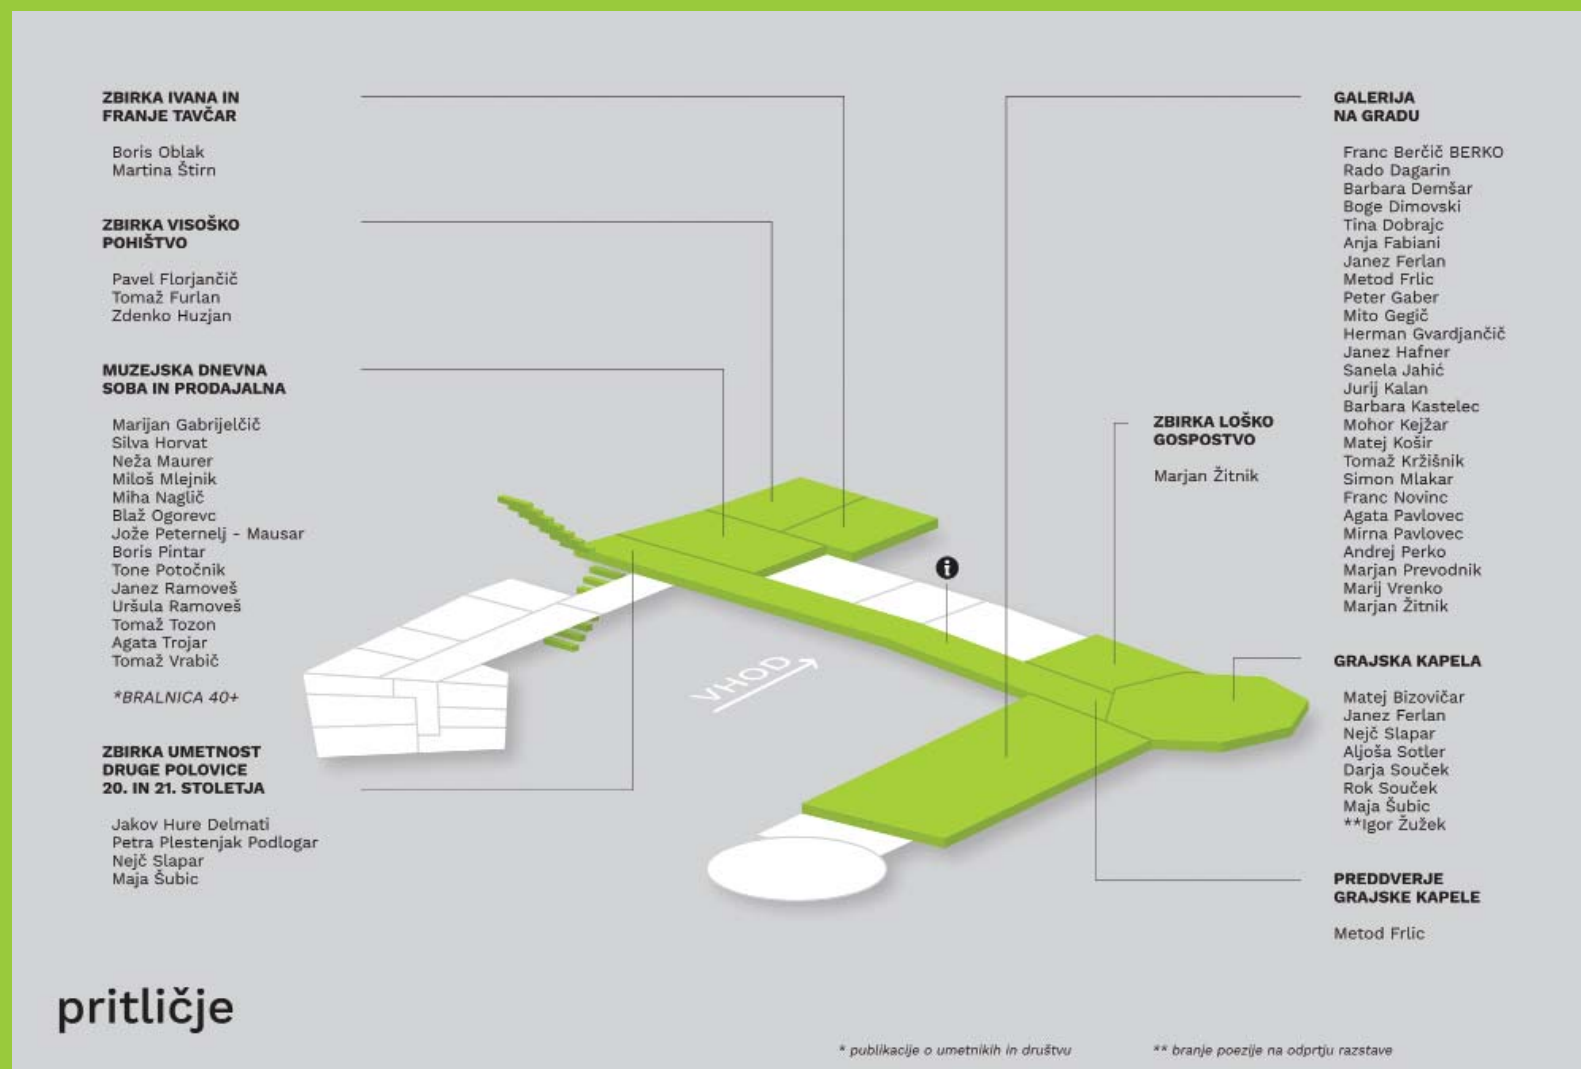 ZBIRKA IVANA IN
FRANJE TAVČAR
Boris Oblak
Martina Štirn
ZBIRKA VISOŠKO
POHIŠTVO
Pavel Florjančič
Tomaž Furlan
Zdenko Huzjan
MUZEJSKA DNEVNA
SOBA IN PRODAJALNA
Marijan Gabrijelčič
Silva Horvat
Neža Maurer
Miloš Mlejnik
Miha Naglič
Blaž Ogorevc
Jože Peternelj - Mausar
Boris Pintar
Tone Potočnik
Janez Ramoveš
Uršula Ramoveš
Tomaž Tozon
Agata Trojar
Tomaž Vrabič
*BRALNICA 40+
ZBIRKA UMETNOST
DRUGE POLOVICE
20. IN 21. STOLETJA
Jakov Hure Delmati
Petra Plestenjak Podlogar
Nejč Slapar
Maja Šubic
VHOD
i
ZBIRKA LOŠKO
GOSPOSTVO
Marjan Žitnik
GALERIJA
NA GRADU
Franc Berčič BERKO
Rado Dagarin
Barbara Demšar
Boge Dimovski
Tina Dobrajc
Anja Fabiani
Janez Ferlan
Metod Frlic
Peter Gaber
Mito Gegič
Herman Gvardjančič
Janez Hafner
Sanela Jahić
Jurij Kalan
Barbara Kastelec
Mohor Kejžar
Matej Košir
Tomaž Kržišnik
Simon Mlakar
Franc Novinc
Agata Pavlovec
Mirna Pavlovec
Andrej Perko
Marjan Prevodnik
Marij Vrenko
Marjan Žitnik
GRAJSKA KAPELA
Matej Bizovičar
Janez Ferlan
Nejč Slapar
Aljoša Sotler
Darja Souček
Rok Souček
Maja Šubic
**Igor Žužek
PREDDVERJE
GRAJSKE KAPELE
Metod Frlic
pritličje
* publikacije o umetnikih in društvu
** branje poezije na odprtju razstave